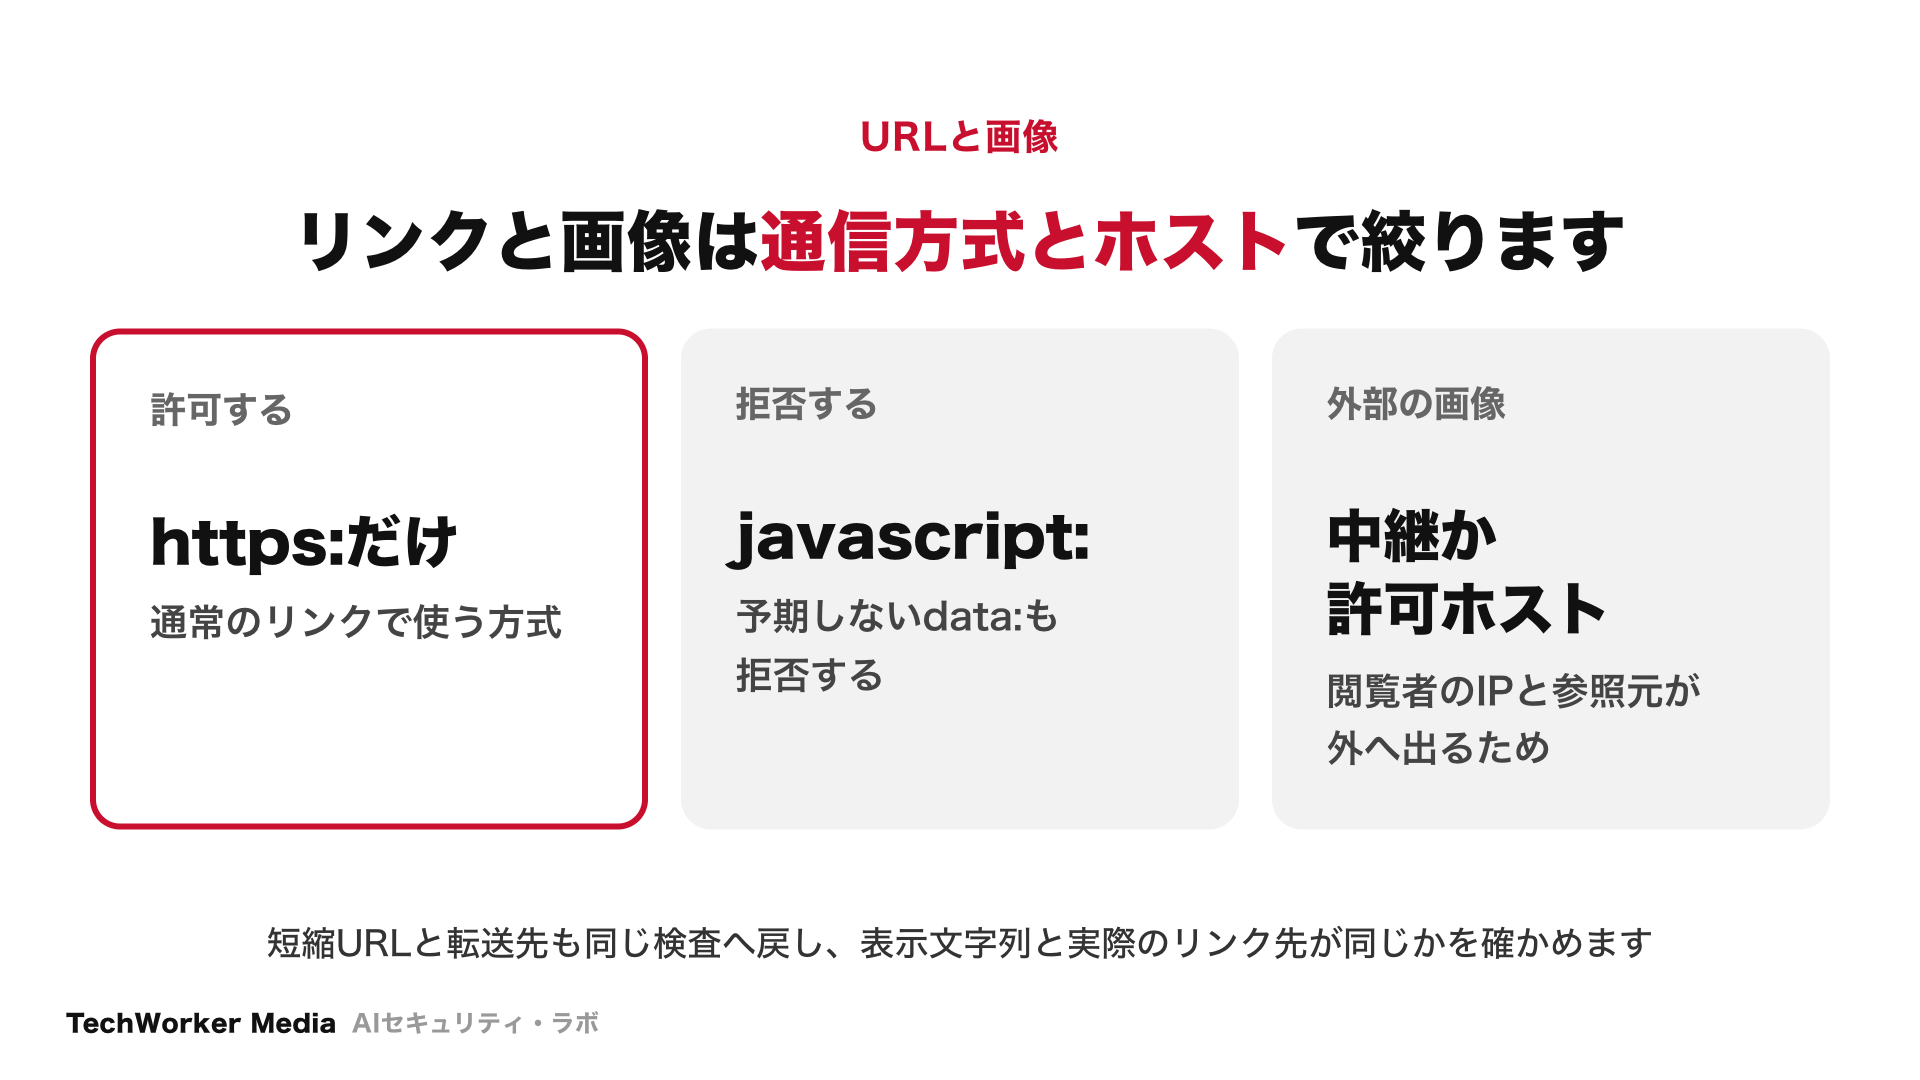 URLと画像
リンクと画像は通信方式とホストで絞ります
許可する
https:だけ
通常のリンクで使う方式
拒否する
javascript:
予期しないdata:も
拒否する
外部の画像
中継か
許可ホスト
閲覧者のIPと参照元が
外へ出るため
短縮URLと転送先も同じ検査へ戻し、表示文字列と実際のリンク先が同じかを確かめます
TechWorker Media AIセキュリティ・ラボ